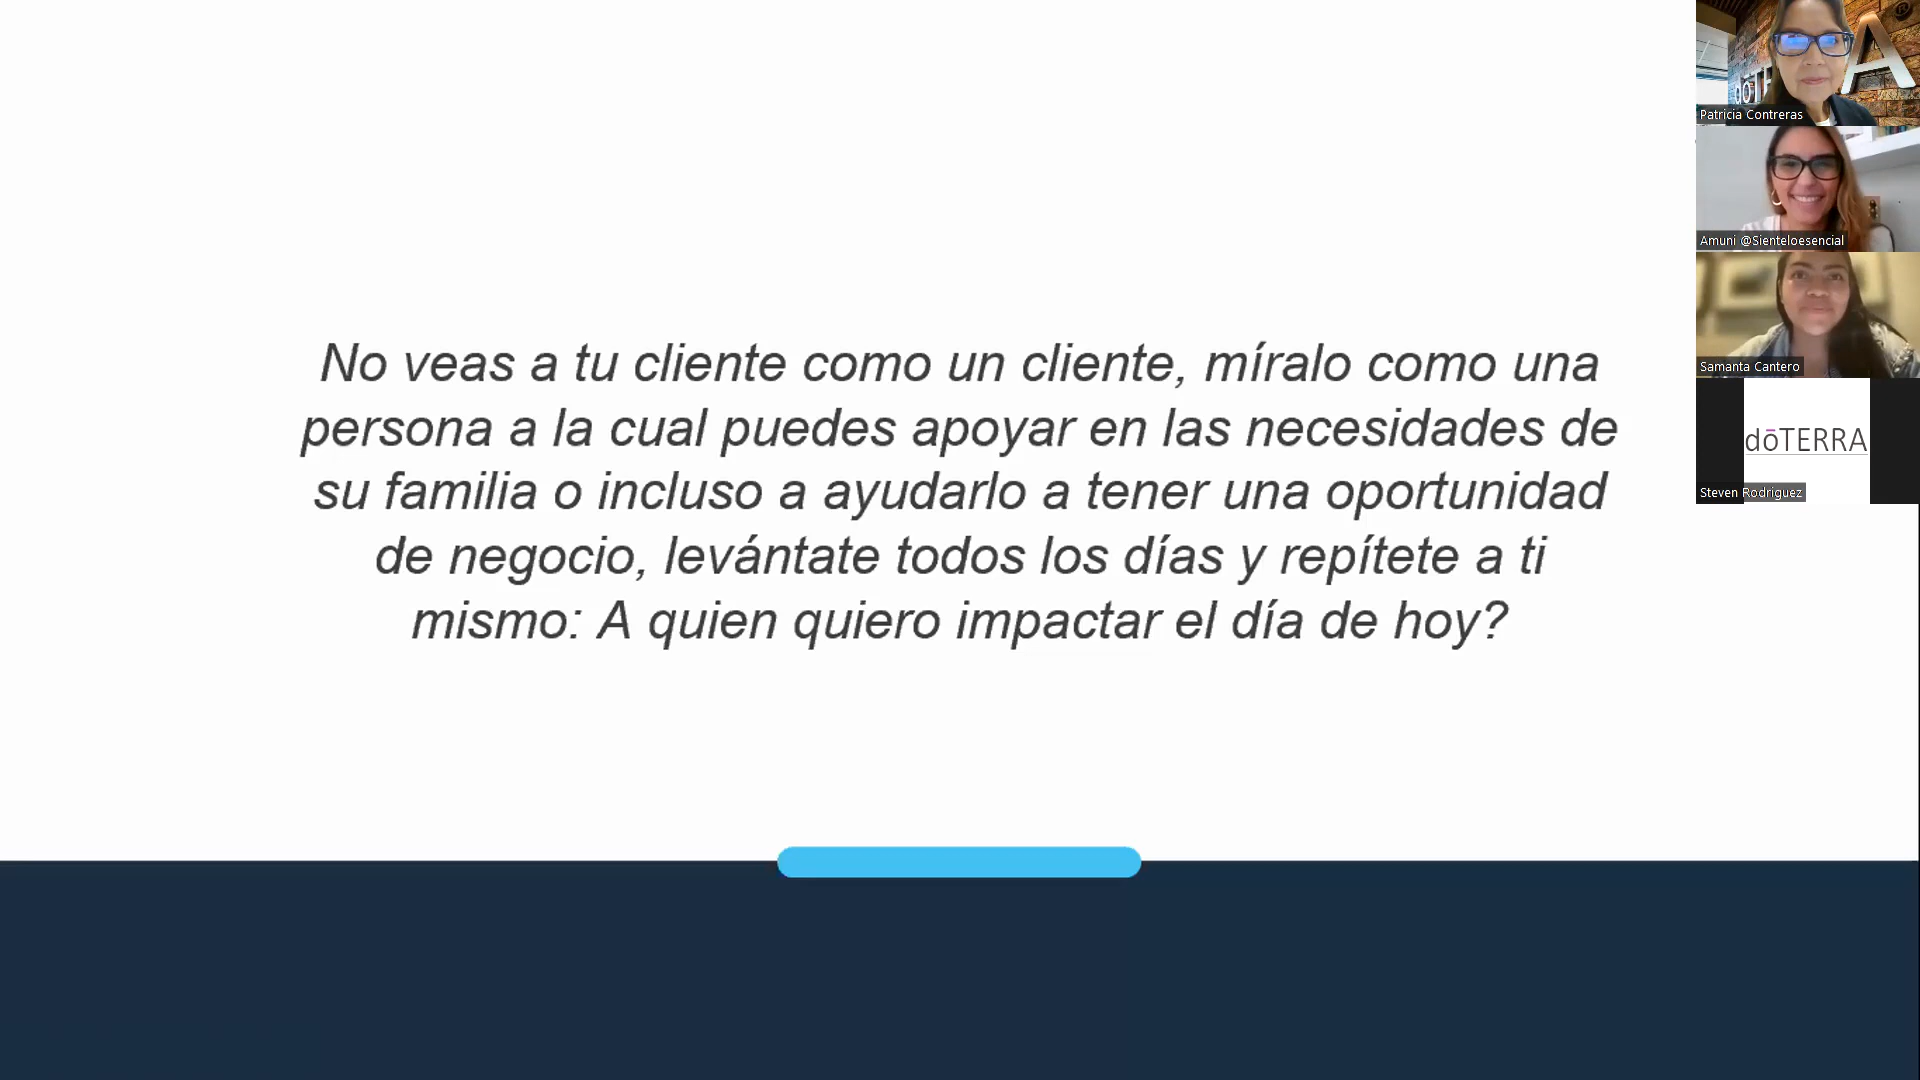 No veas a tu cliente como un cliente, míralo como una
persona a la cual puedes apoyar en las necesidades de
su familia o incluso a ayudarlo a tener una oportunidad
de negocio, levántate todos los días y repítete a ti
mismo: A quien quiero impactar el día de hoy?
A®
dōTE
Patricia Contreras
Amuni @Sienteloesencial
Samanta Cantero
dōTERRA
Steven Rodriguez